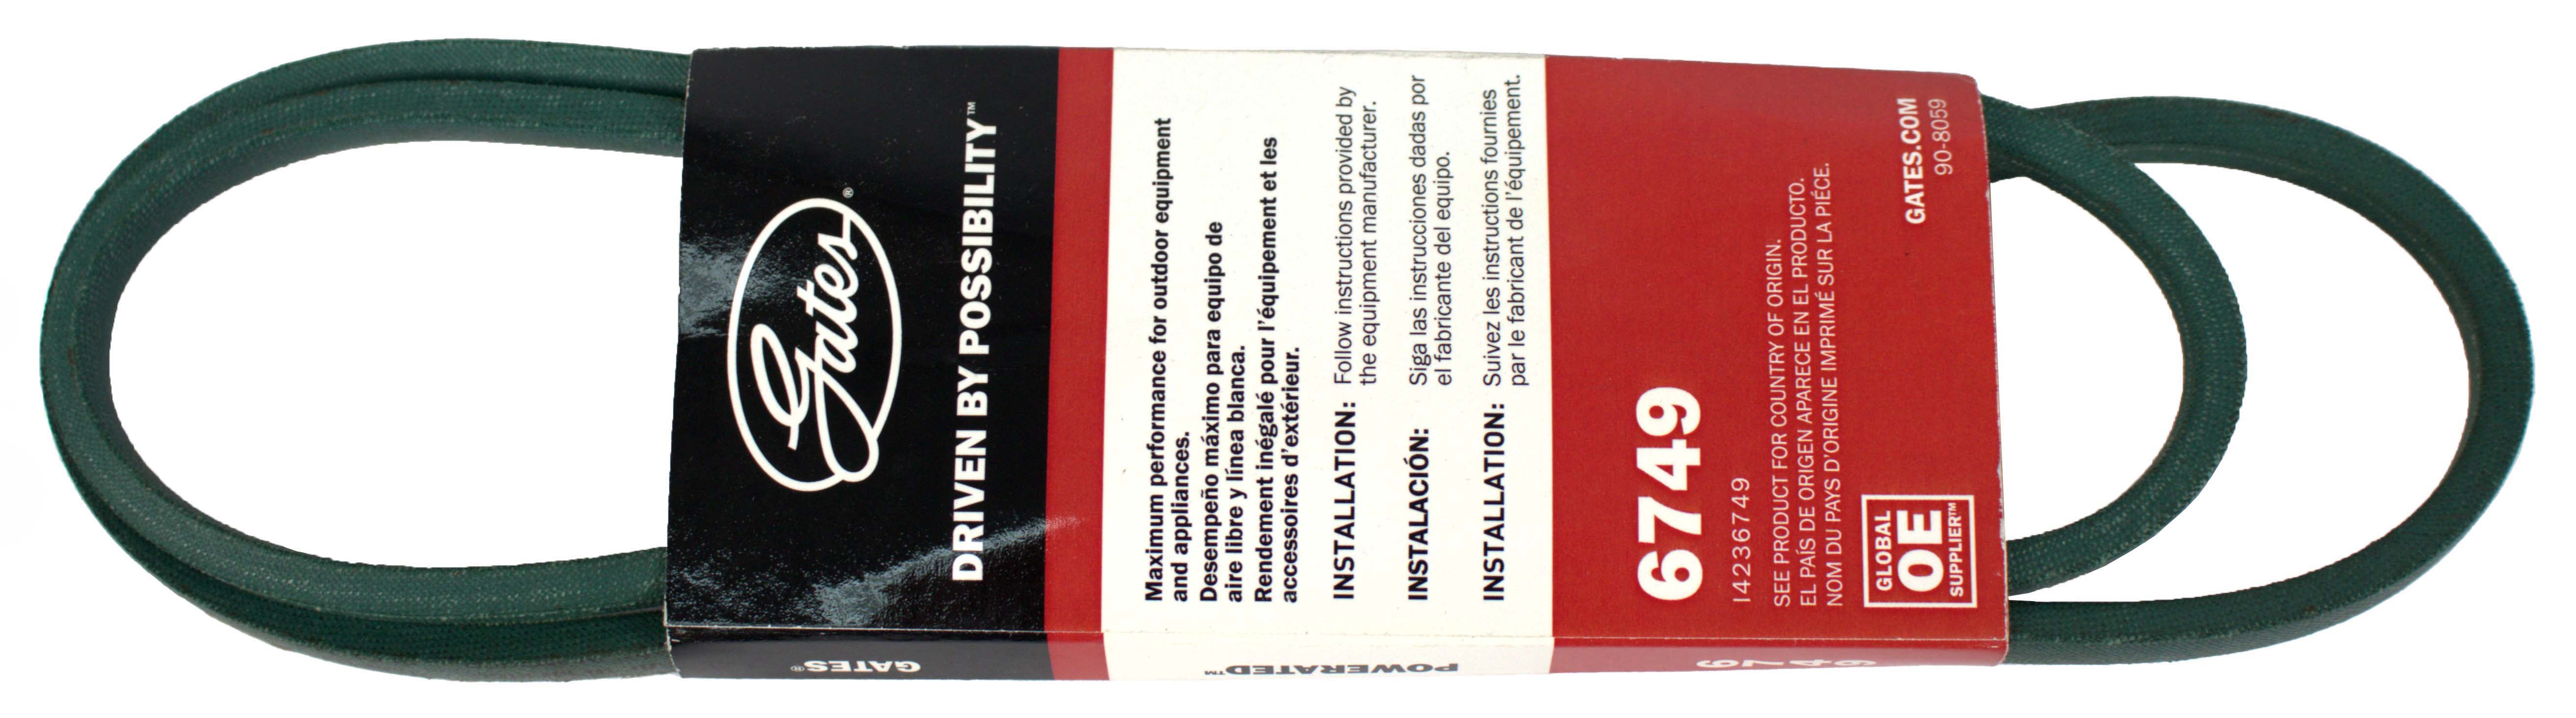 Gates®
DRIVEN BY POSSIBILITY™
Maximum performance for outdoor equipment
and appliances.
Desempeño máximo para equipo de
aire libre y línea blanca.
Rendement inégalé pour l'équipement et les
accessoires d'extérieur.
INSTALLATION: Follow instructions provided by
the equipment manufacturer.
INSTALACIÓN: Siga las instrucciones dadas por
el fabricante del equipo.
INSTALLATION: Suivez les instructions fournies
par le fabricant de l'équipement.
6749
14236749
SEE PRODUCT FOR COUNTRY OF ORIGIN.
EL PAÍS DE ORIGEN APARECE EN EL PRODUCTO.
NOM DU PAYS D'ORIGINE IMPRIMÉ SUR LA PIÉCE.
GLOBAL
OE
SUPPLIER™
GATES.COM
90-8059
GATES®
POWERATED™
6749